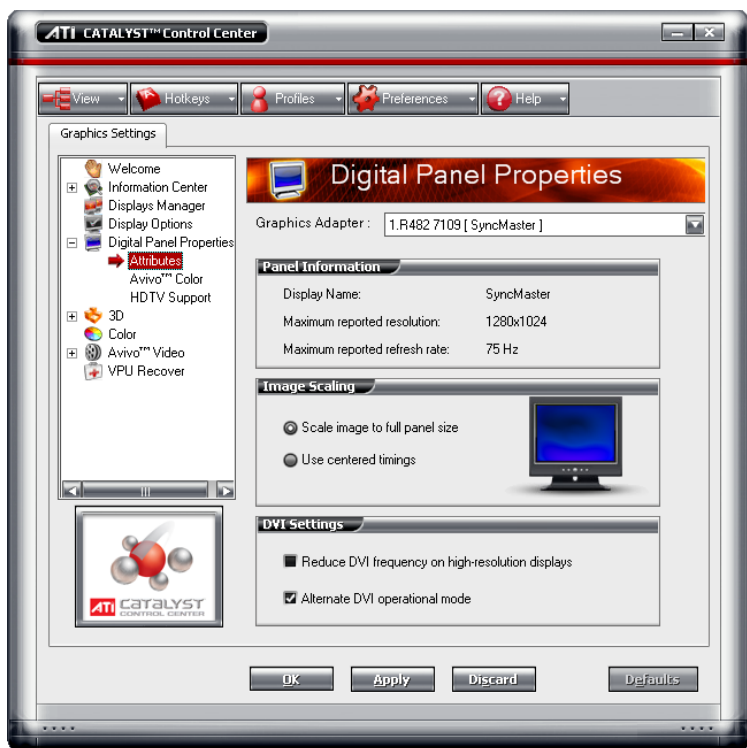 ATI CATALYST™ Control Center
View
Hotkeys
Profiles
Preferences
Help
Graphics Settings
Welcome
Information Center
Displays Manager
Display Options
Digital Panel Properties
Attributes
Avivo™ Color
HDTV Support
3D
Color
Avivo™ Video
VPU Recover
ATI CATALYST
CONTROL CENTER
Digital Panel Properties
Graphics Adapter :
1.R482 7109 [ SyncMaster ]
Panel Information
Display Name: SyncMaster
Maximum reported resolution: 1280x1024
Maximum reported refresh rate: 75 Hz
Image Scaling
Scale image to full panel size
Use centered timings
DVI Settings
Reduce DVI frequency on high-resolution displays
Alternate DVI operational mode
OK
Apply
Discard
Defaults